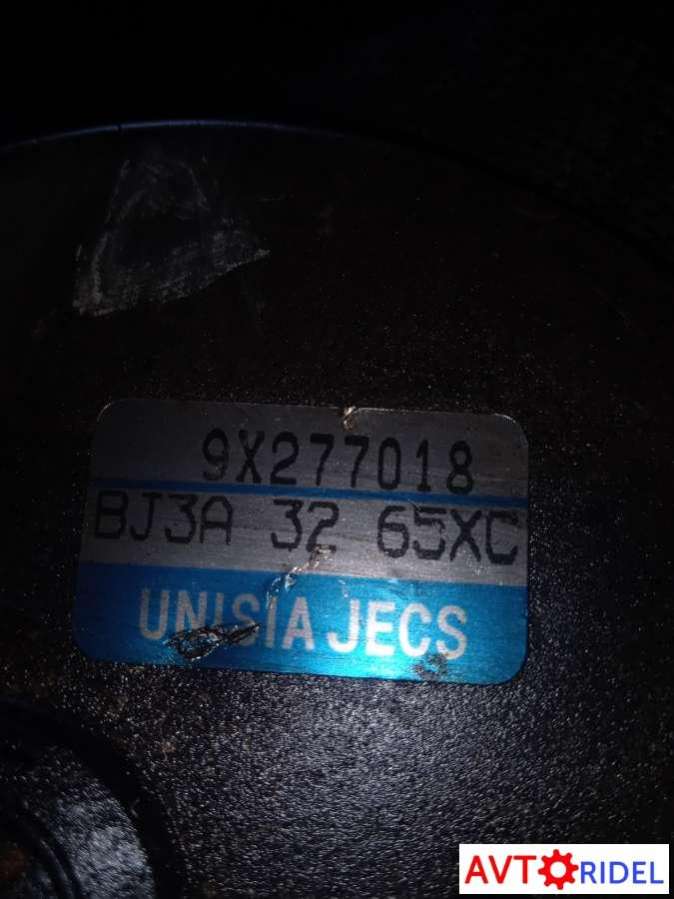 9X277018
BJ3A 32 65XC
UNISIA JECS
AVTORIDEL